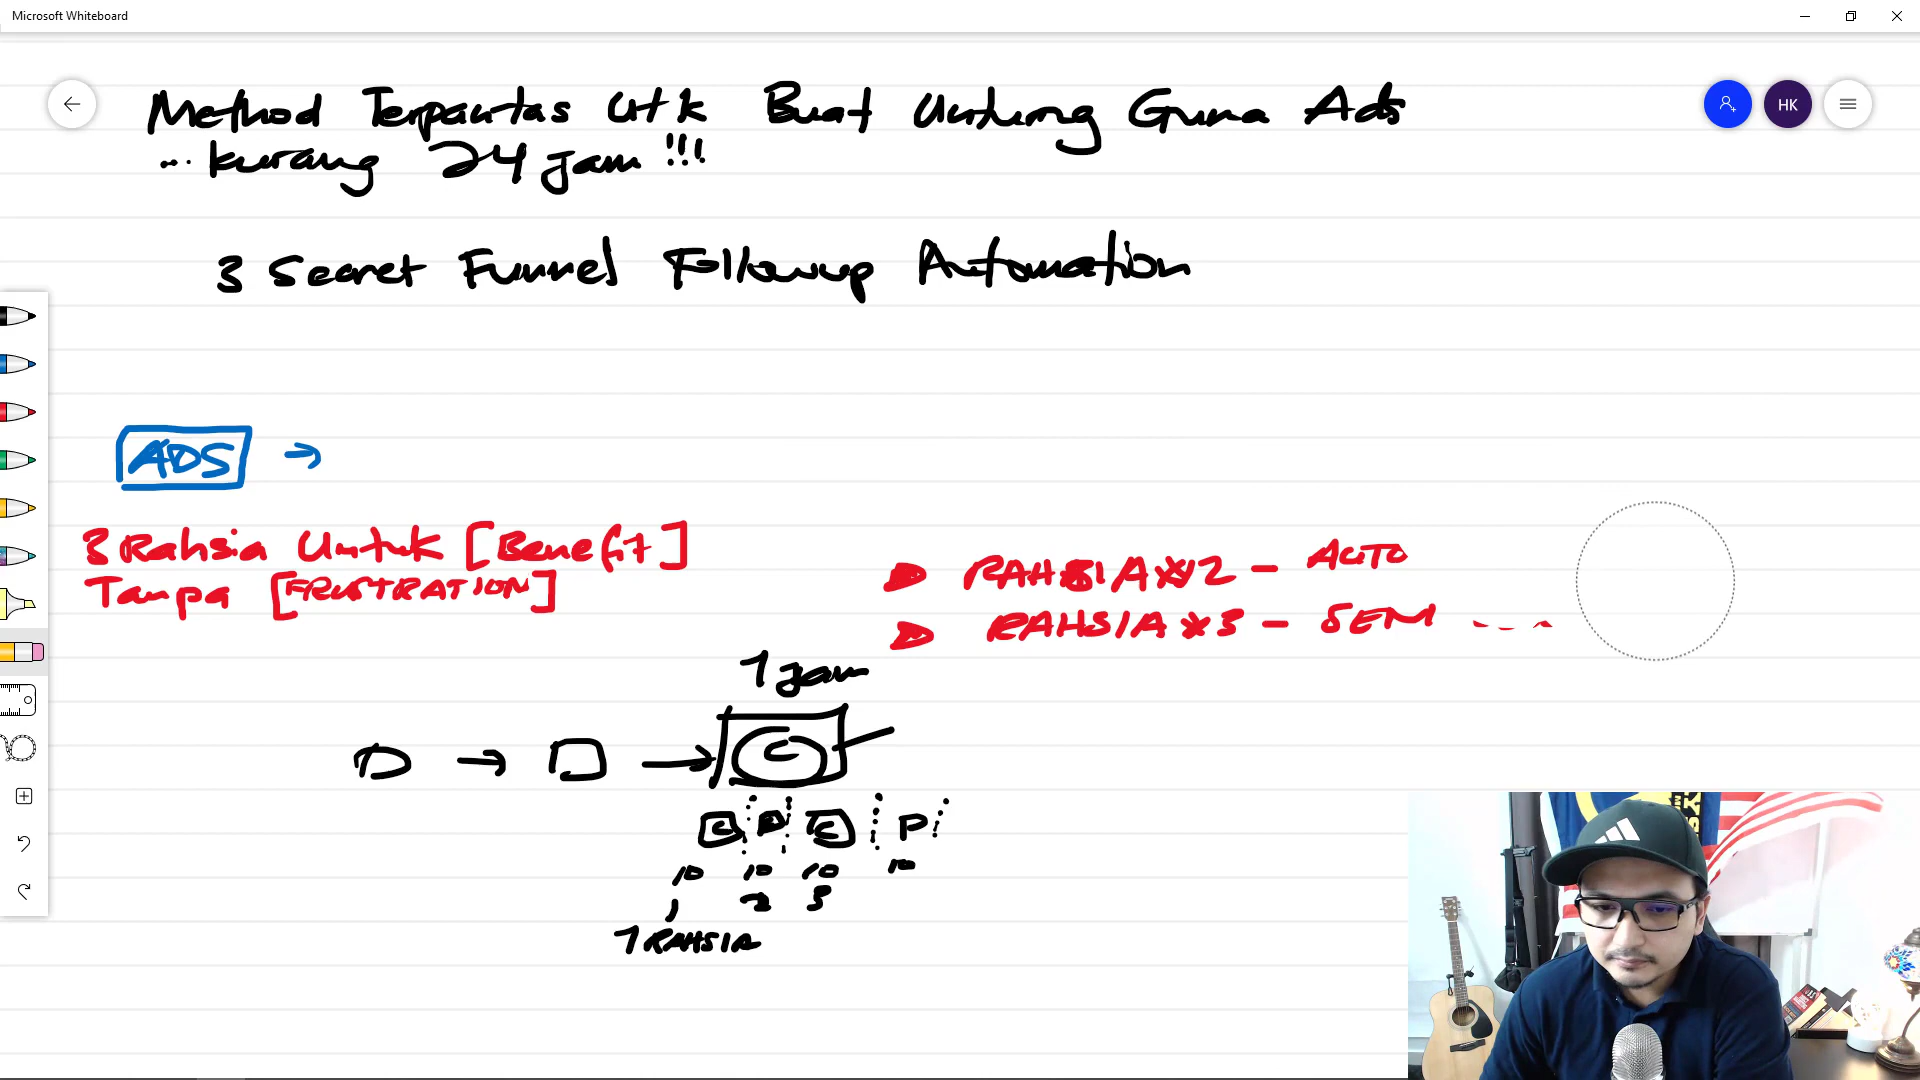 Microsoft Whiteboard
HK
Method Terpantas Utk Buat Untung Guna Ads
... kurang 24 jam !!!
3 Secret Funnel Followup Automation
ADS →
3 Rahsia Untuk [Benefit]
Tanpa [FRUSTRATION]
RAHSIA #2 - AUTO
RAHSIA #3 - SEM ...
1 jam
C
C P C P
10 10 10 10
1 2 3
1 RAHSIA